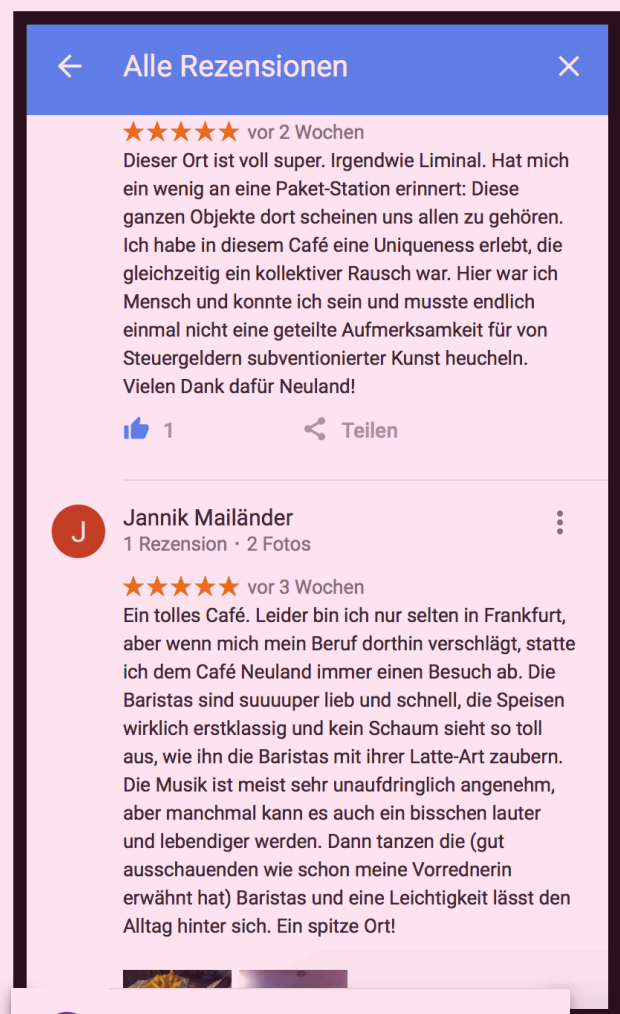 Alle Rezensionen
vor 2 Wochen
Dieser Ort ist voll super. Irgendwie Liminal. Hat mich
ein wenig an eine Paket-Station erinnert: Diese
ganzen Objekte dort scheinen uns allen zu gehören.
Ich habe in diesem Café eine Uniqueness erlebt, die
gleichzeitig ein kollektiver Rausch war. Hier war ich
Mensch und konnte ich sein und musste endlich
einmal nicht eine geteilte Aufmerksamkeit für von
Steuergeldern subventionierter Kunst heucheln.
Vielen Dank dafür Neuland!
1 Teilen
J
Jannik Mailänder
1 Rezension · 2 Fotos
vor 3 Wochen
Ein tolles Café. Leider bin ich nur selten in Frankfurt,
aber wenn mich mein Beruf dorthin verschlägt, statte
ich dem Café Neuland immer einen Besuch ab. Die
Baristas sind suuuuper lieb und schnell, die Speisen
wirklich erstklassig und kein Schaum sieht so toll
aus, wie ihn die Baristas mit ihrer Latte-Art zaubern.
Die Musik ist meist sehr unaufdringlich angenehm,
aber manchmal kann es auch ein bisschen lauter
und lebendiger werden. Dann tanzen die (gut
ausschauenden wie schon meine Vorrednerin
erwähnt hat) Baristas und eine Leichtigkeit lässt den
Alltag hinter sich. Ein spitze Ort!